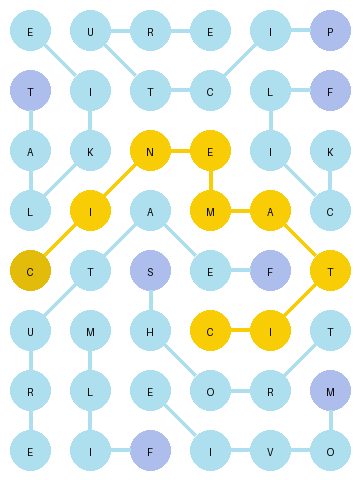 E U R E I P
T I T C L F
A K N E I K
L I A M A C
C T S E F T
U M H C I T
R L E O R M
E I F I V O